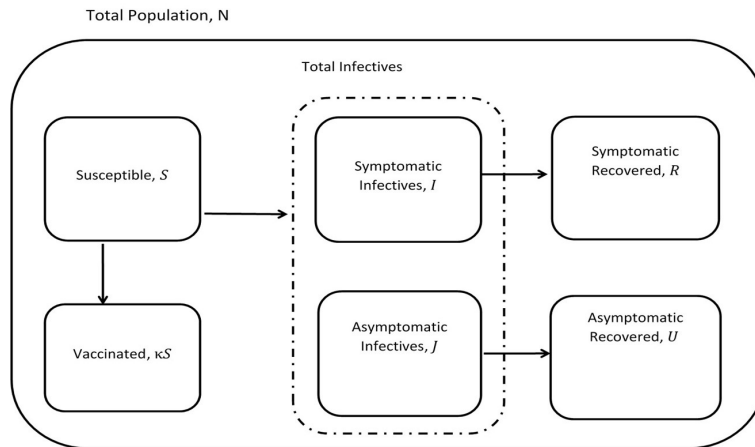 Total Population, N
Total Infectives
Susceptible, S
Symptomatic
Infectives, I
Symptomatic
Recovered, R
Vaccinated, κS
Asymptomatic
Infectives, J
Asymptomatic
Recovered, U